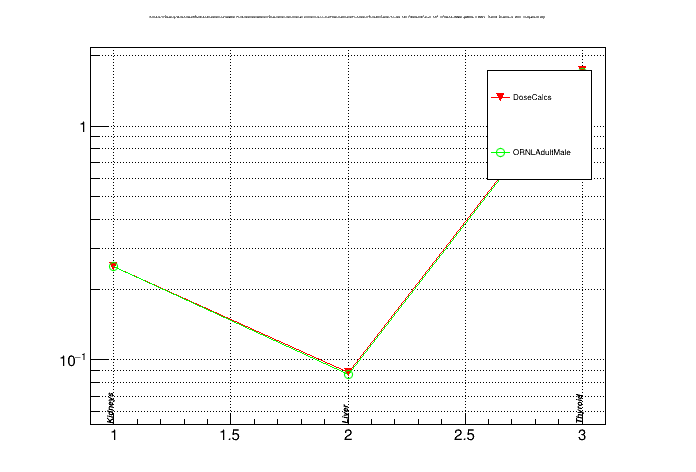 DoseCalcs
1
ORNLAdultMale
10⁻¹
Kidneys
Liver
Thyroid
1
1.5
2
2.5
3